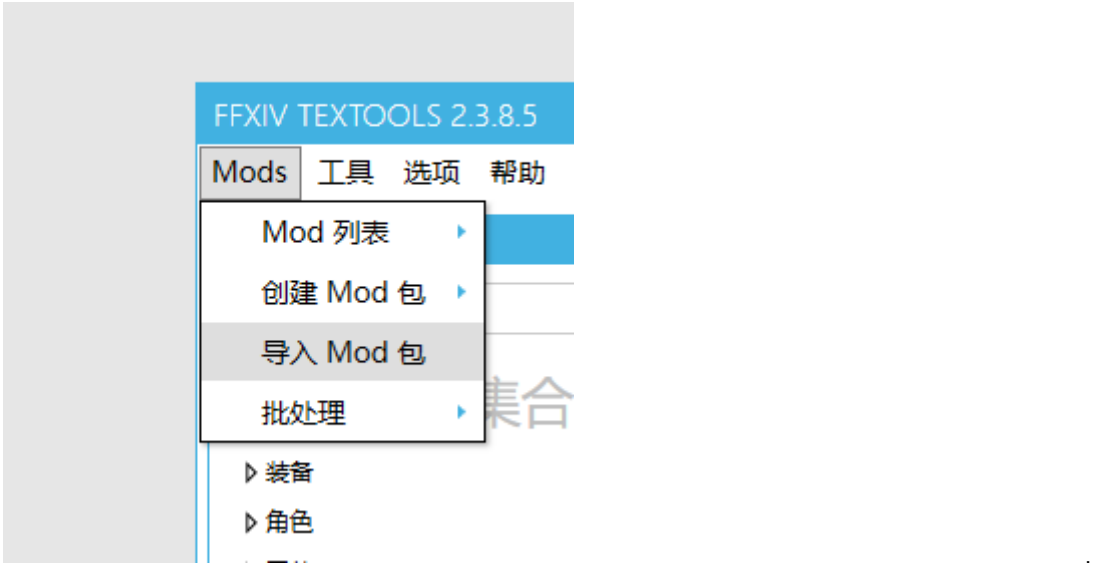 FFXIV TEXTOOLS 2.3.8.5
Mods 工具 选项 帮助
Mod 列表
创建 Mod 包
导入 Mod 包
批处理
集合
装备
角色